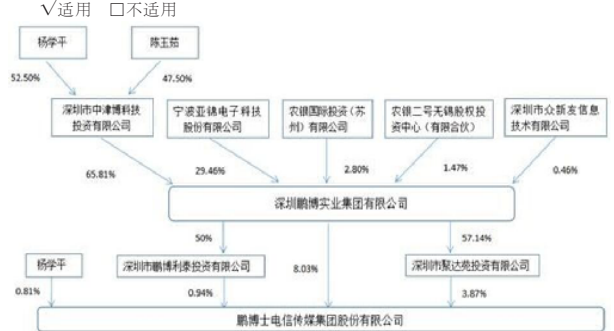 √适用 □不适用
杨学平 陈玉茹
52.50% 47.50%
深圳市中津博科技投资有限公司
宁波亚锦电子科技股份有限公司
农银国际投资(苏州)有限公司
农银二号无锡股权投资中心(有限合伙)
深圳市众新友信息技术有限公司
65.81% 29.46% 2.80% 1.47% 0.46%
深圳鹏博实业集团有限公司
50% 8.03% 57.14%
杨学平 深圳市鹏博利泰投资有限公司 深圳市聚达苑投资有限公司
0.81% 0.94% 3.87%
鹏博士电信传媒集团股份有限公司